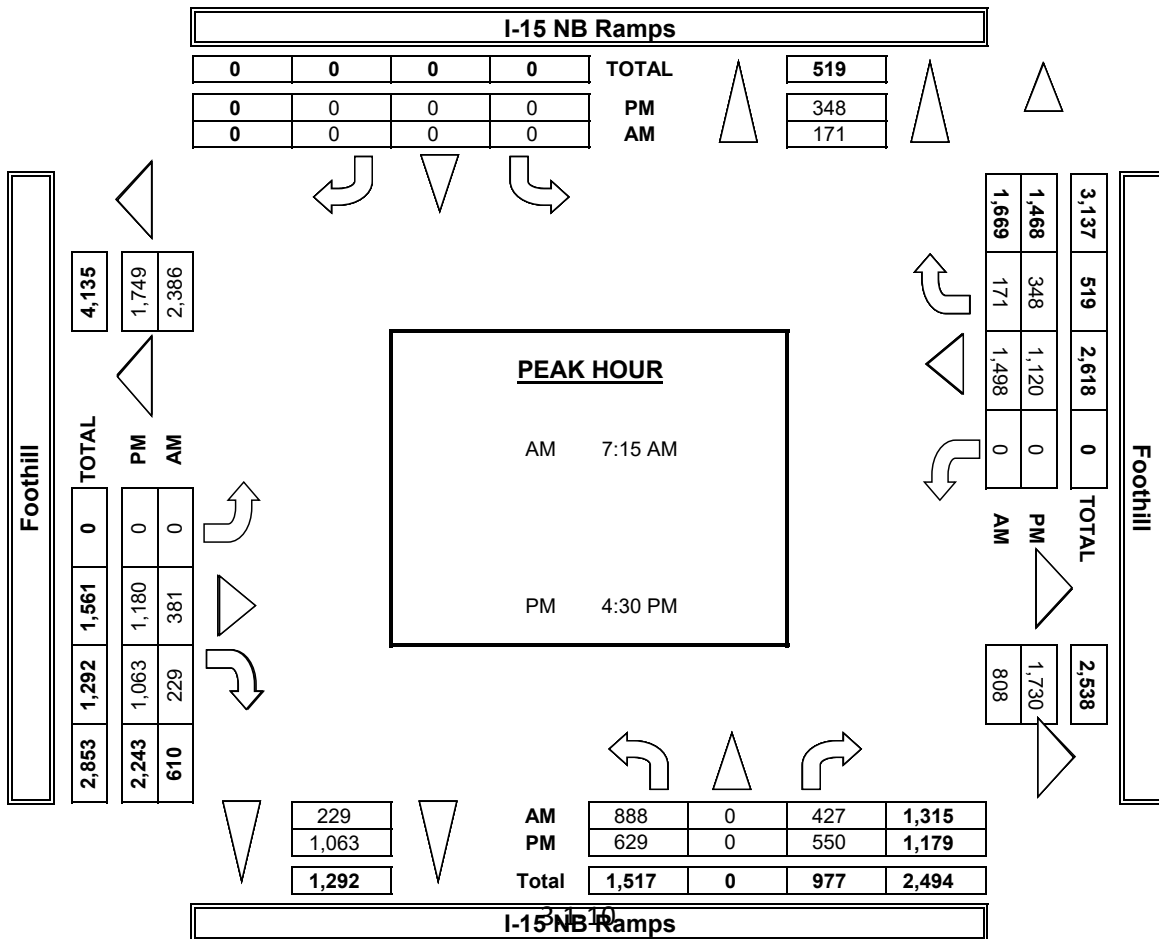 I-15 NB Ramps
0 0 0 0 TOTAL 519
0 0 0 0 PM 348
0 0 0 0 AM 171
Foothill
4,135
1,749
2,386
TOTAL 0 1,561 1,292 2,853
PM 0 1,180 1,063 2,243
AM 0 381 229 610
PEAK HOUR
AM 7:15 AM
PM 4:30 PM
3,137 519 2,618 0 TOTAL
1,468 348 1,120 0 PM
1,669 171 1,498 0 AM
2,538
1,730
808
Foothill
229 AM 888 0 427 1,315
1,063 PM 629 0 550 1,179
1,292 Total 1,517 0 977 2,494
I-15 NB Ramps
3-1-10